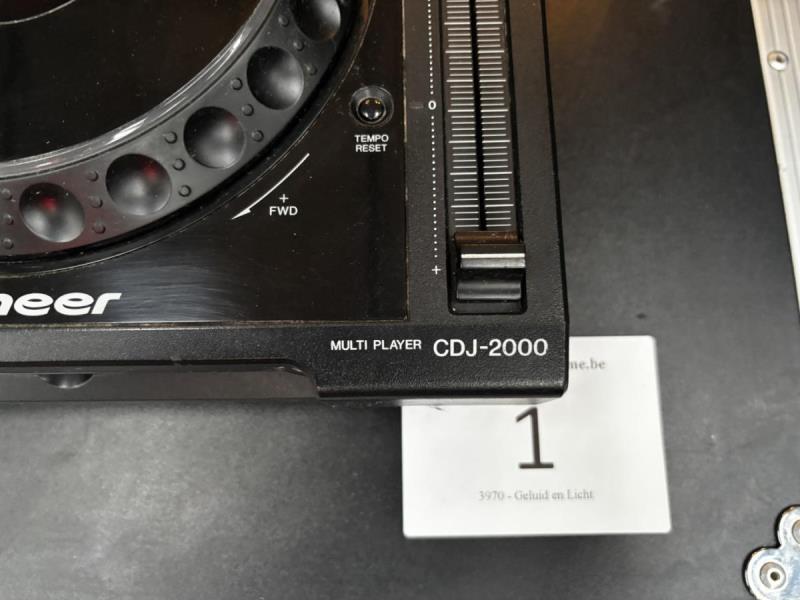 0
TEMPO
RESET
+
FWD
+
neer
MULTI PLAYER CDJ-2000
me.be
1
3970 - Geluid en Licht